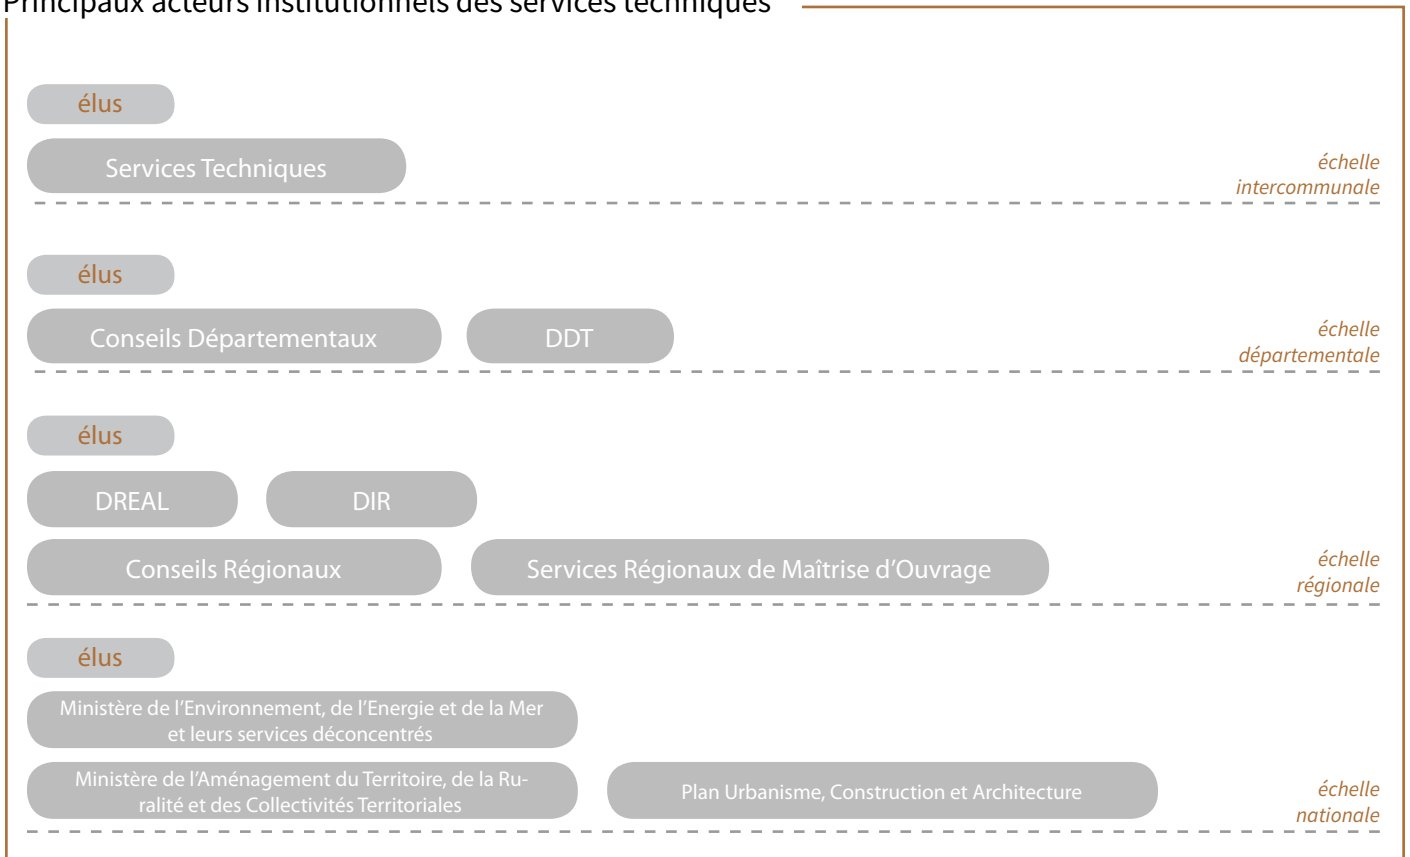 Principaux acteurs institutionnels des services techniques
élus
Services Techniques
échelle
intercommunale
élus
Conseils Départementaux
DDT
échelle
départementale
élus
DREAL
DIR
Conseils Régionaux
Services Régionaux de Maîtrise d’Ouvrage
échelle
régionale
élus
Ministère de l’Environnement, de l’Energie et de la Mer
et leurs services déconcentrés
Ministère de l’Aménagement du Territoire, de la Ru-
ralité et des Collectivités Territoriales
Plan Urbanisme, Construction et Architecture
échelle
nationale